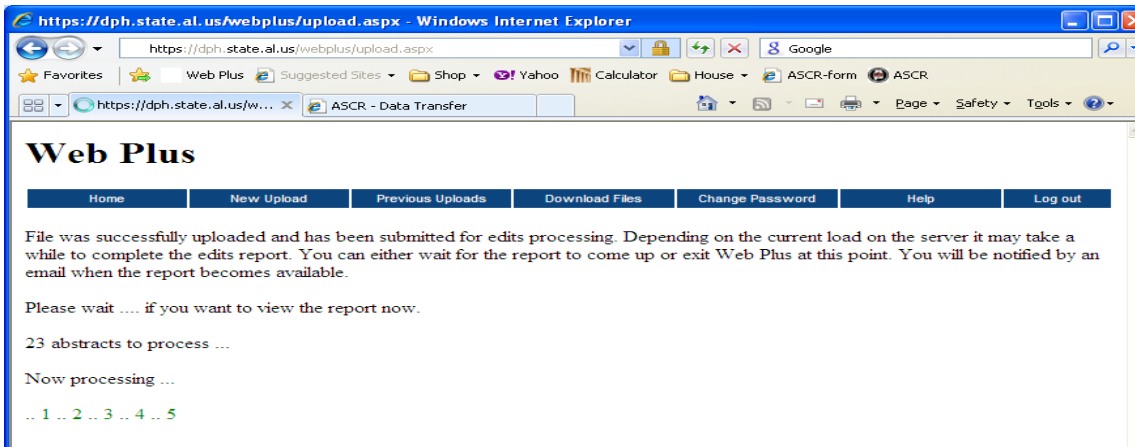 https://dph.state.al.us/webplus/upload.aspx - Windows Internet Explorer
https://dph.state.al.us/webplus/upload.aspx
Google
Favorites Web Plus Suggested Sites Shop Yahoo Calculator House ASCR-form ASCR
https://dph.state.al.us/w... ASCR - Data Transfer Page Safety Tools
Web Plus
Home New Upload Previous Uploads Download Files Change Password Help Log out
File was successfully uploaded and has been submitted for edits processing. Depending on the current load on the server it may take a
while to complete the edits report. You can either wait for the report to come up or exit Web Plus at this point. You will be notified by an
email when the report becomes available.
Please wait .... if you want to view the report now.
23 abstracts to process ...
Now processing ...
.. 1 .. 2 .. 3 .. 4 .. 5